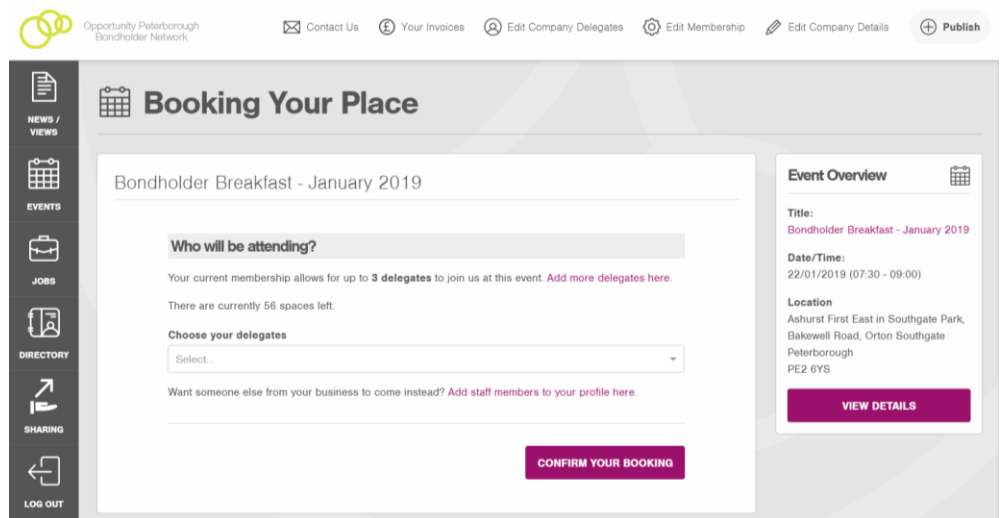 Opportunity Peterborough
Bondholder Network
Contact Us
Your Invoices
Edit Company Delegates
Edit Membership
Edit Company Details
Publish
NEWS /
VIEWS
EVENTS
JOBS
DIRECTORY
SHARING
LOG OUT
Booking Your Place
Bondholder Breakfast - January 2019
Who will be attending?
Your current membership allows for up to 3 delegates to join us at this event. Add more delegates here.
There are currently 56 spaces left.
Choose your delegates
Select...
Want someone else from your business to come instead? Add staff members to your profile here.
CONFIRM YOUR BOOKING
Event Overview
Title:
Bondholder Breakfast - January 2019
Date/Time:
22/01/2019 (07:30 - 09:00)
Location
Ashurst First East in Southgate Park,
Bakewell Road, Orton Southgate
Peterborough
PE2 6YS
VIEW DETAILS